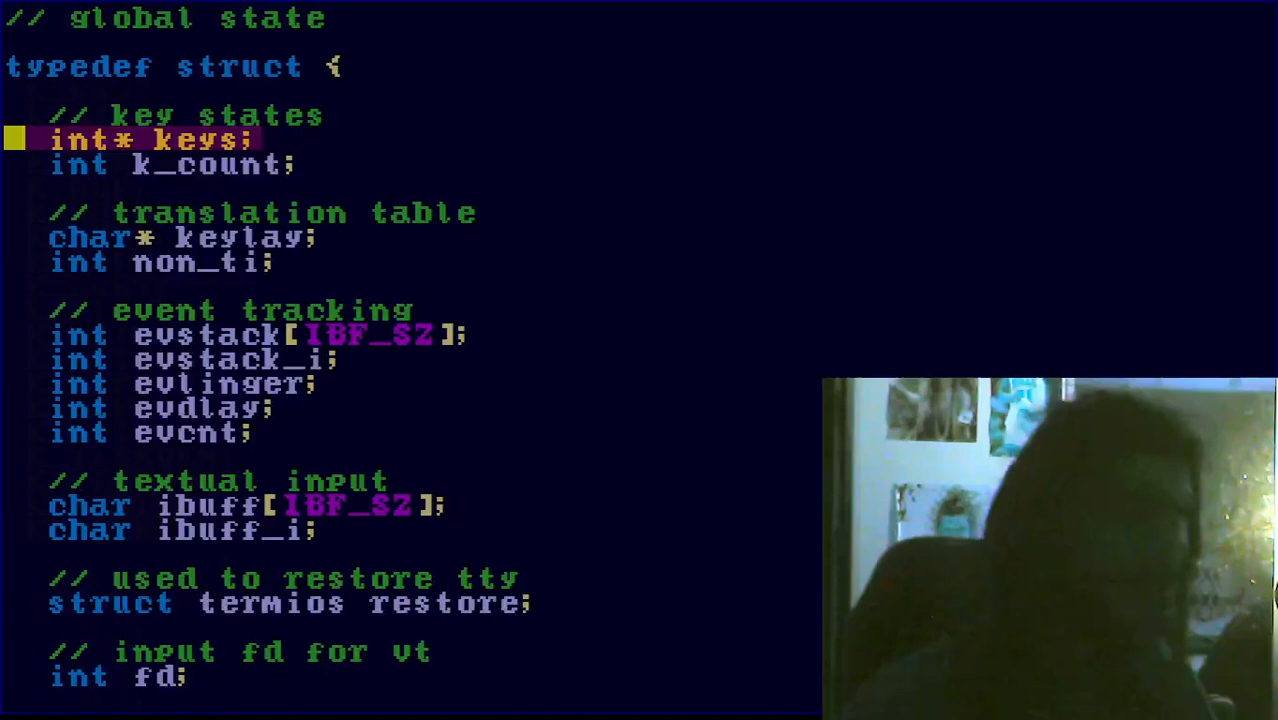 // global state
typedef struct {
// key states
int* keys;
int k_count;
// translation table
char* keylay;
int non_ti;
// event tracking
int evstack[IBF_SZ];
int evstack_i;
int evlinger;
int evdlay;
int evcnt;
// textual input
char ibuff[IBF_SZ];
char ibuff_i;
// used to restore tty
struct termios restore;
// input fd for vt
int fd;